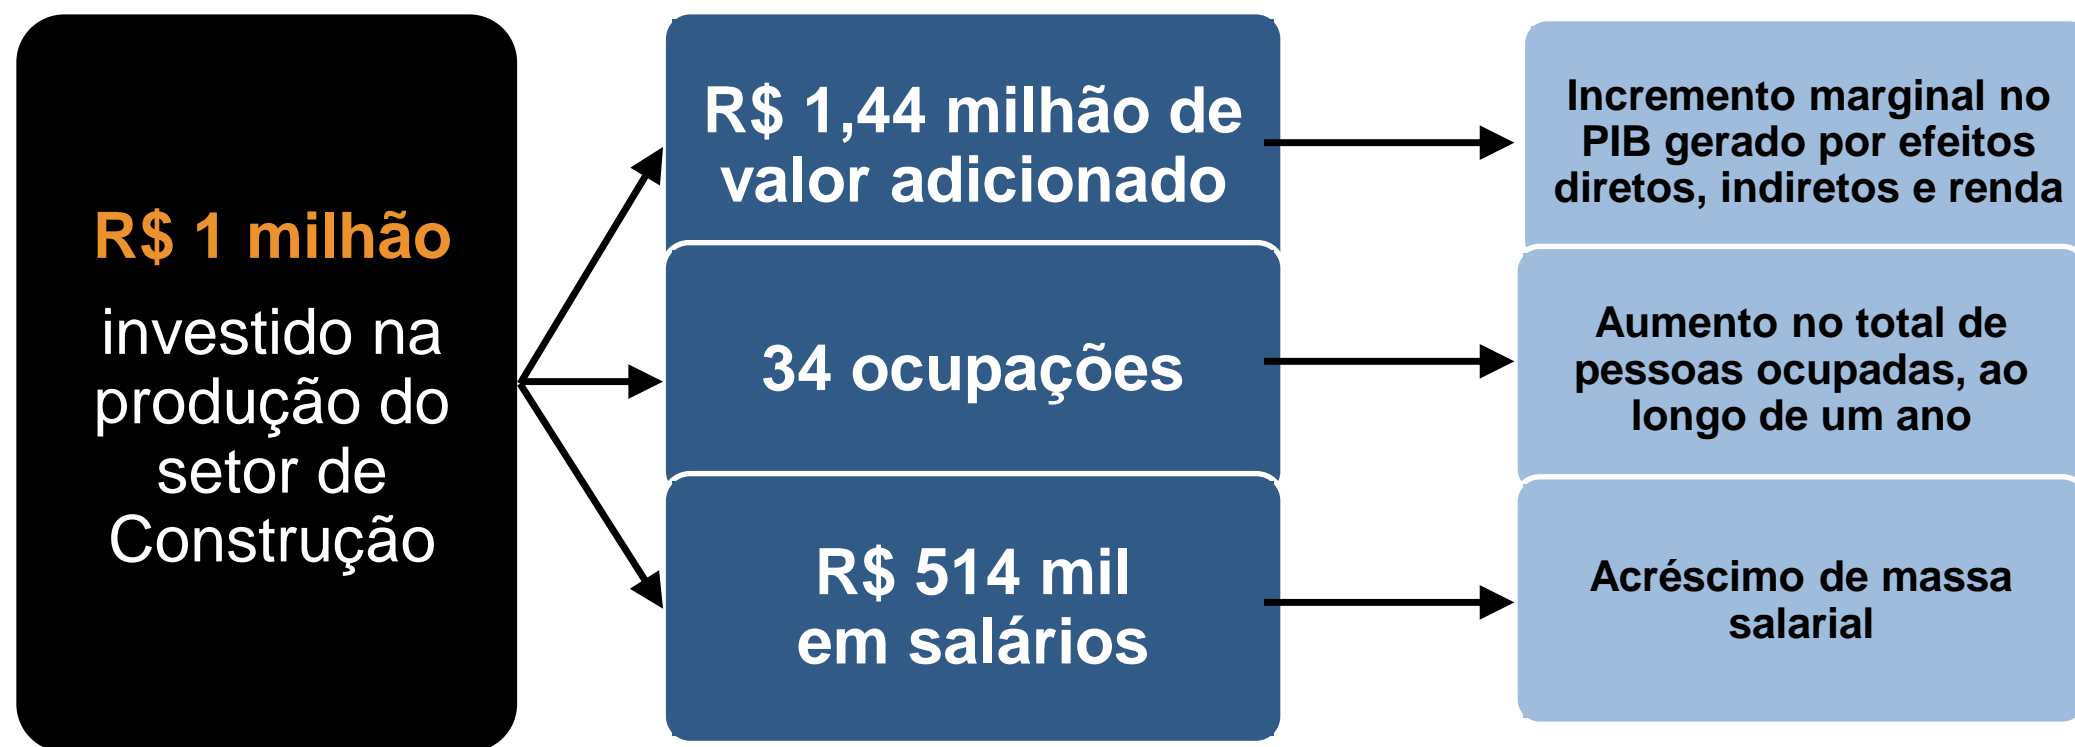 R$ 1 milhão
investido na
produção do
setor de
Construção
R$ 1,44 milhão de
valor adicionado
34 ocupações
R$ 514 mil
em salários
Incremento marginal no
PIB gerado por efeitos
diretos, indiretos e renda
Aumento no total de
pessoas ocupadas, ao
longo de um ano
Acréscimo de massa
salarial